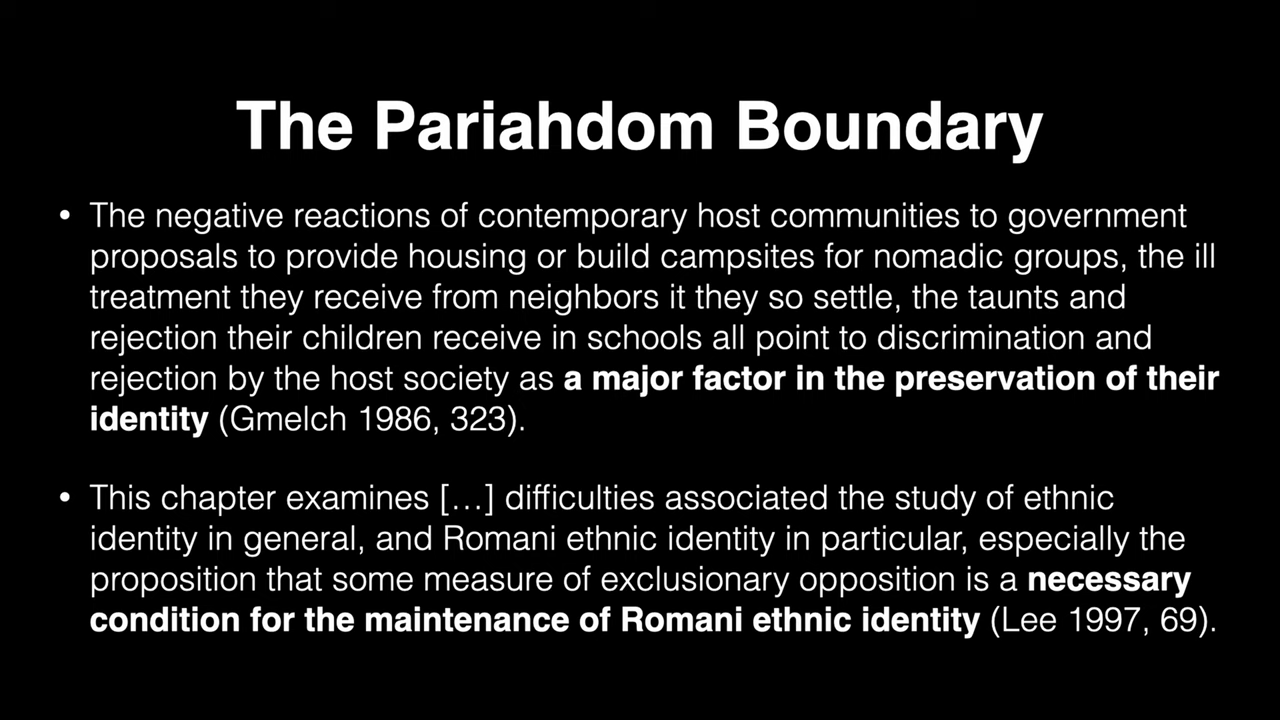 The Pariahdom Boundary
• The negative reactions of contemporary host communities to government
proposals to provide housing or build campsites for nomadic groups, the ill
treatment they receive from neighbors it they so settle, the taunts and
rejection their children receive in schools all point to discrimination and
rejection by the host society as a major factor in the preservation of their
identity (Gmelch 1986, 323).
• This chapter examines […] difficulties associated the study of ethnic
identity in general, and Romani ethnic identity in particular, especially the
proposition that some measure of exclusionary opposition is a necessary
condition for the maintenance of Romani ethnic identity (Lee 1997, 69).